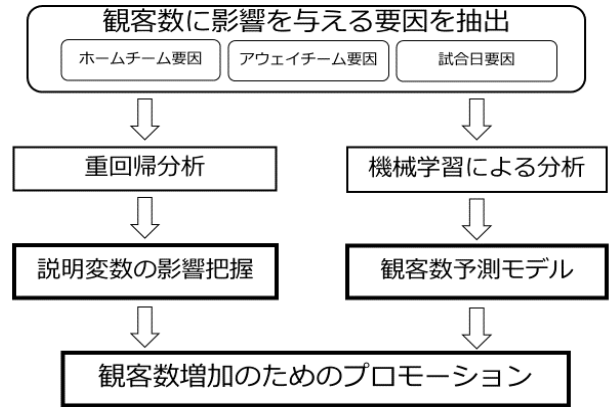 観客数に影響を与える要因を抽出
ホームチーム要因
アウェイチーム要因
試合日要因
重回帰分析
機械学習による分析
説明変数の影響把握
観客数予測モデル
観客数増加のためのプロモーション